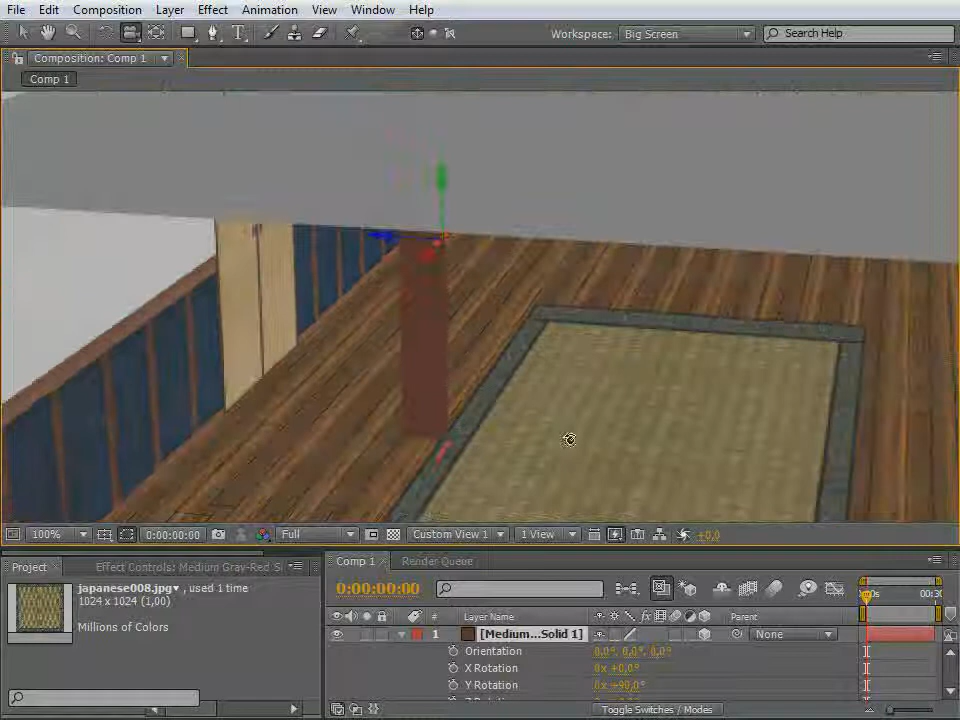 File Edit Composition Layer Effect Animation View Window Help
Workspace: Big Screen Search Help
Composition: Comp 1
Comp 1
100% 0:00:00:00 Full Custom View 1 1 View +0,0
Project Effect Controls: Medium Gray-Red S
Comp 1 Render Queue
japanese008.jpg , used 1 time
1024 x 1024 (1,00)
Millions of Colors
0:00:00:00
# Layer Name Parent
1 [Medium...Solid 1] None
Orientation 0,0°, 0,0°, 0,0°
X Rotation 0x +0,0°
Y Rotation 0x +90,0°
Toggle Switches / Modes